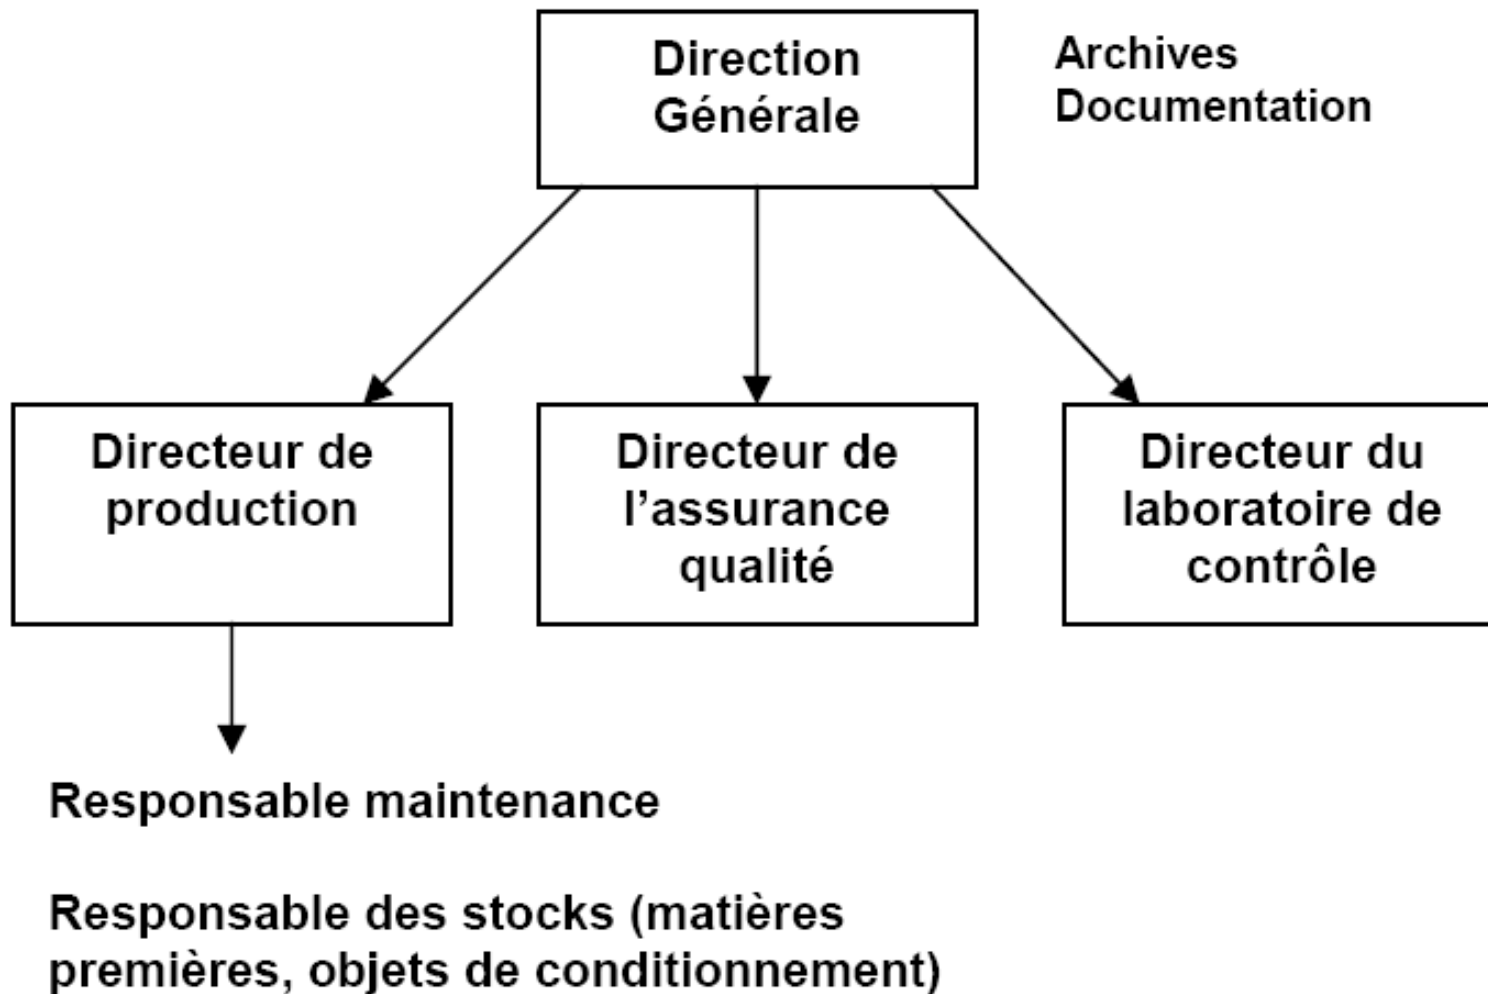 Direction
Générale
Archives
Documentation
Directeur de
production
Directeur de
l'assurance
qualité
Directeur du
laboratoire de
contrôle
Responsable maintenance
Responsable des stocks (matières
premières, objets de conditionnement)